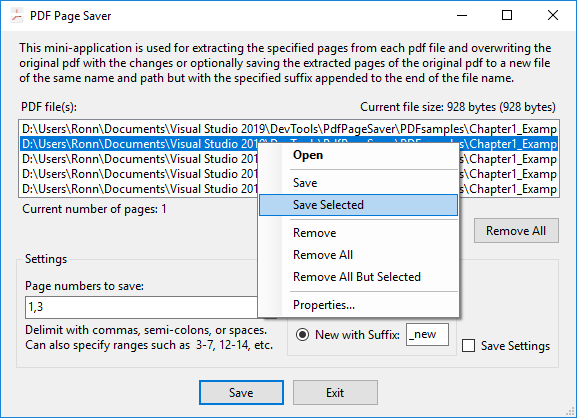 PDF Page Saver
This mini-application is used for extracting the specified pages from each pdf file and overwriting the
original pdf with the changes or optionally saving the extracted pages of the original pdf to a new file
of the same name and path but with the specified suffix appended to the end of the file name.
PDF file(s): Current file size: 928 bytes (928 bytes)
D:\Users\Ronn\Documents\Visual Studio 2019\DevTools\PdfPageSaver\PDFsamples\Chapter1_Examp
D:\Users\Ronn\Documents\Visual Studio 2019\DevTools\PdfPageSaver\PDFsamples\Chapter1_Examp
D:\Users\Ronn\Documents\Visual Studio 201 \Chapter1_Examp
D:\Users\Ronn\Documents\Visual Studio 201 \Chapter1_Examp
D:\Users\Ronn\Documents\Visual Studio 201 \Chapter1_Examp
Current number of pages: 1
Open
Save
Save Selected
Remove
Remove All
Remove All But Selected
Properties...
Remove All
Settings
Page numbers to save:
1,3
Delimit with commas, semi-colons, or spaces.
Can also specify ranges such as 3-7, 12-14, etc.
New with Suffix: _new
Save Settings
Save Exit